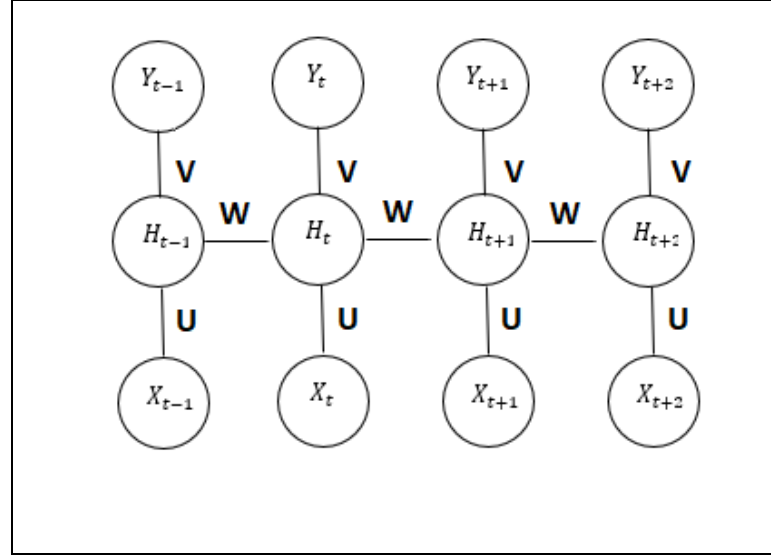 Y_{t-1} Y_t Y_{t+1} Y_{t+2}
V V V V
W W W
H_{t-1} H_t H_{t+1} H_{t+2}
U U U U
X_{t-1} X_t X_{t+1} X_{t+2}